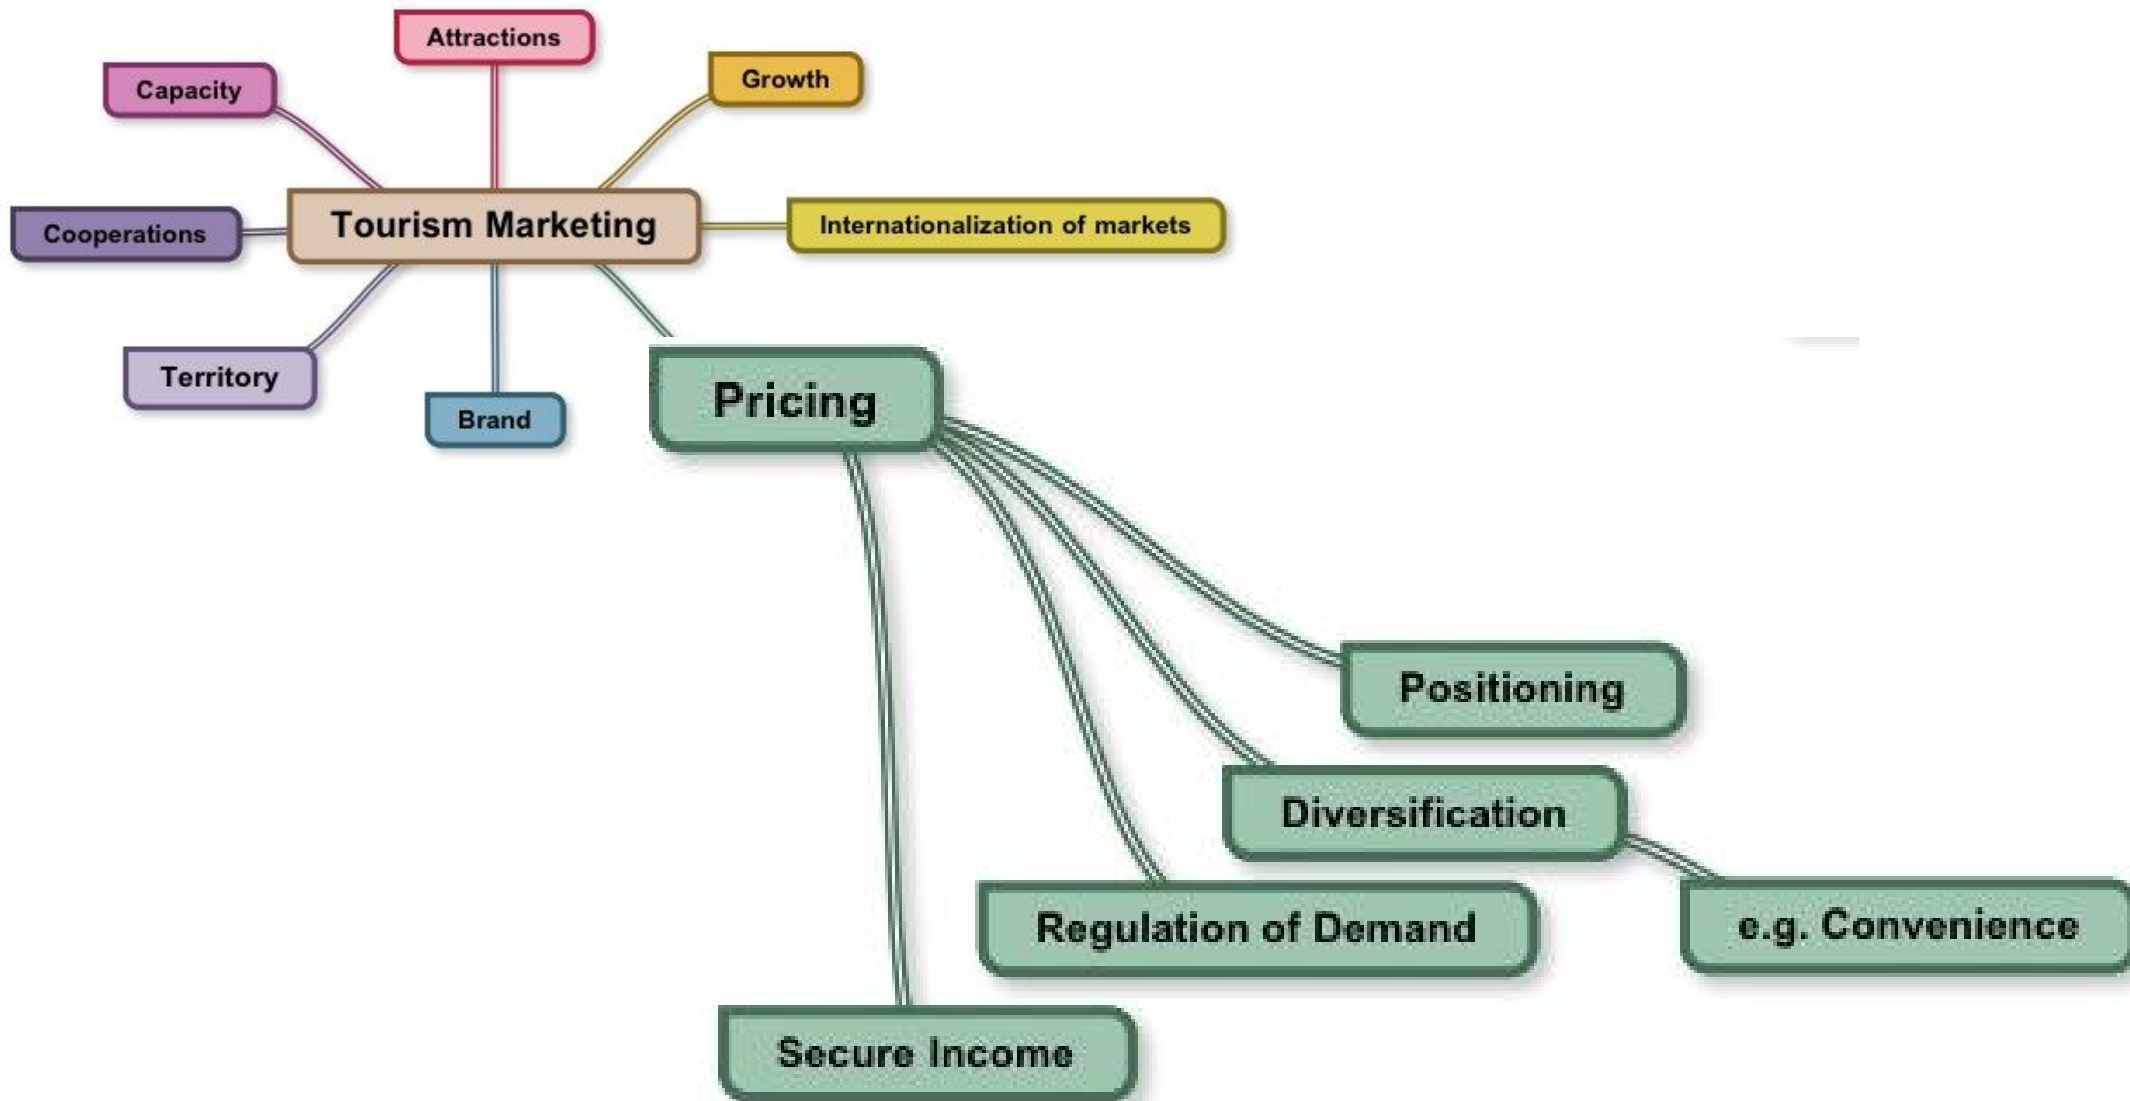 Attractions
Capacity
Growth
Tourism Marketing
Internationalization of markets
Cooperations
Territory
Brand
Pricing
Positioning
Diversification
Regulation of Demand
e.g. Convenience
Secure Income